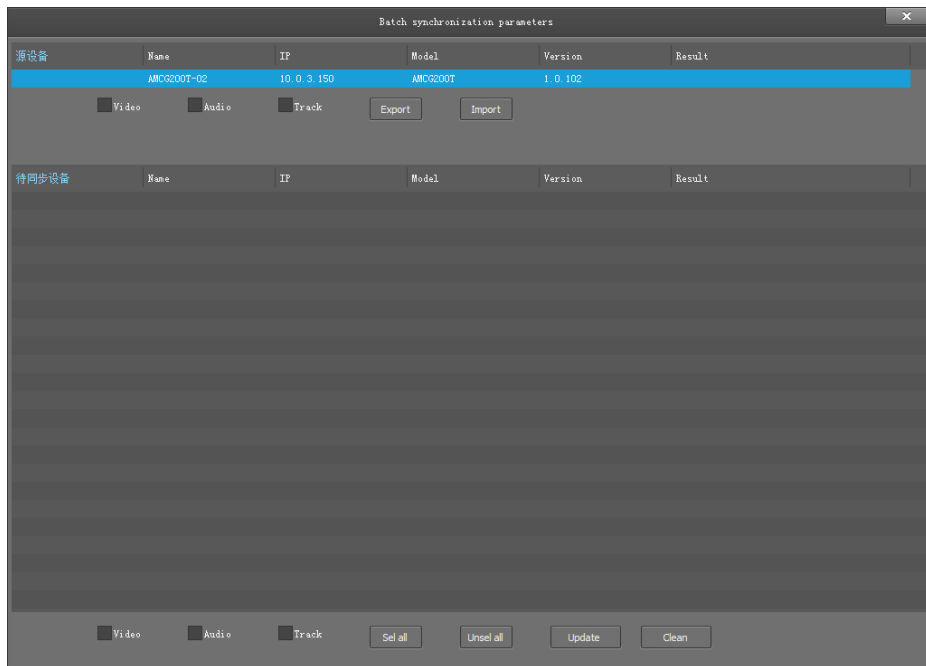 Batch synchronization parameters
源设备 Name IP Model Version Result
AMCG200T-02 10.0.3.150 AMCG200T 1.0.102
Video Audio Track Export Import
待同步设备 Name IP Model Version Result
Video Audio Track Sel all Unsel all Update Clean